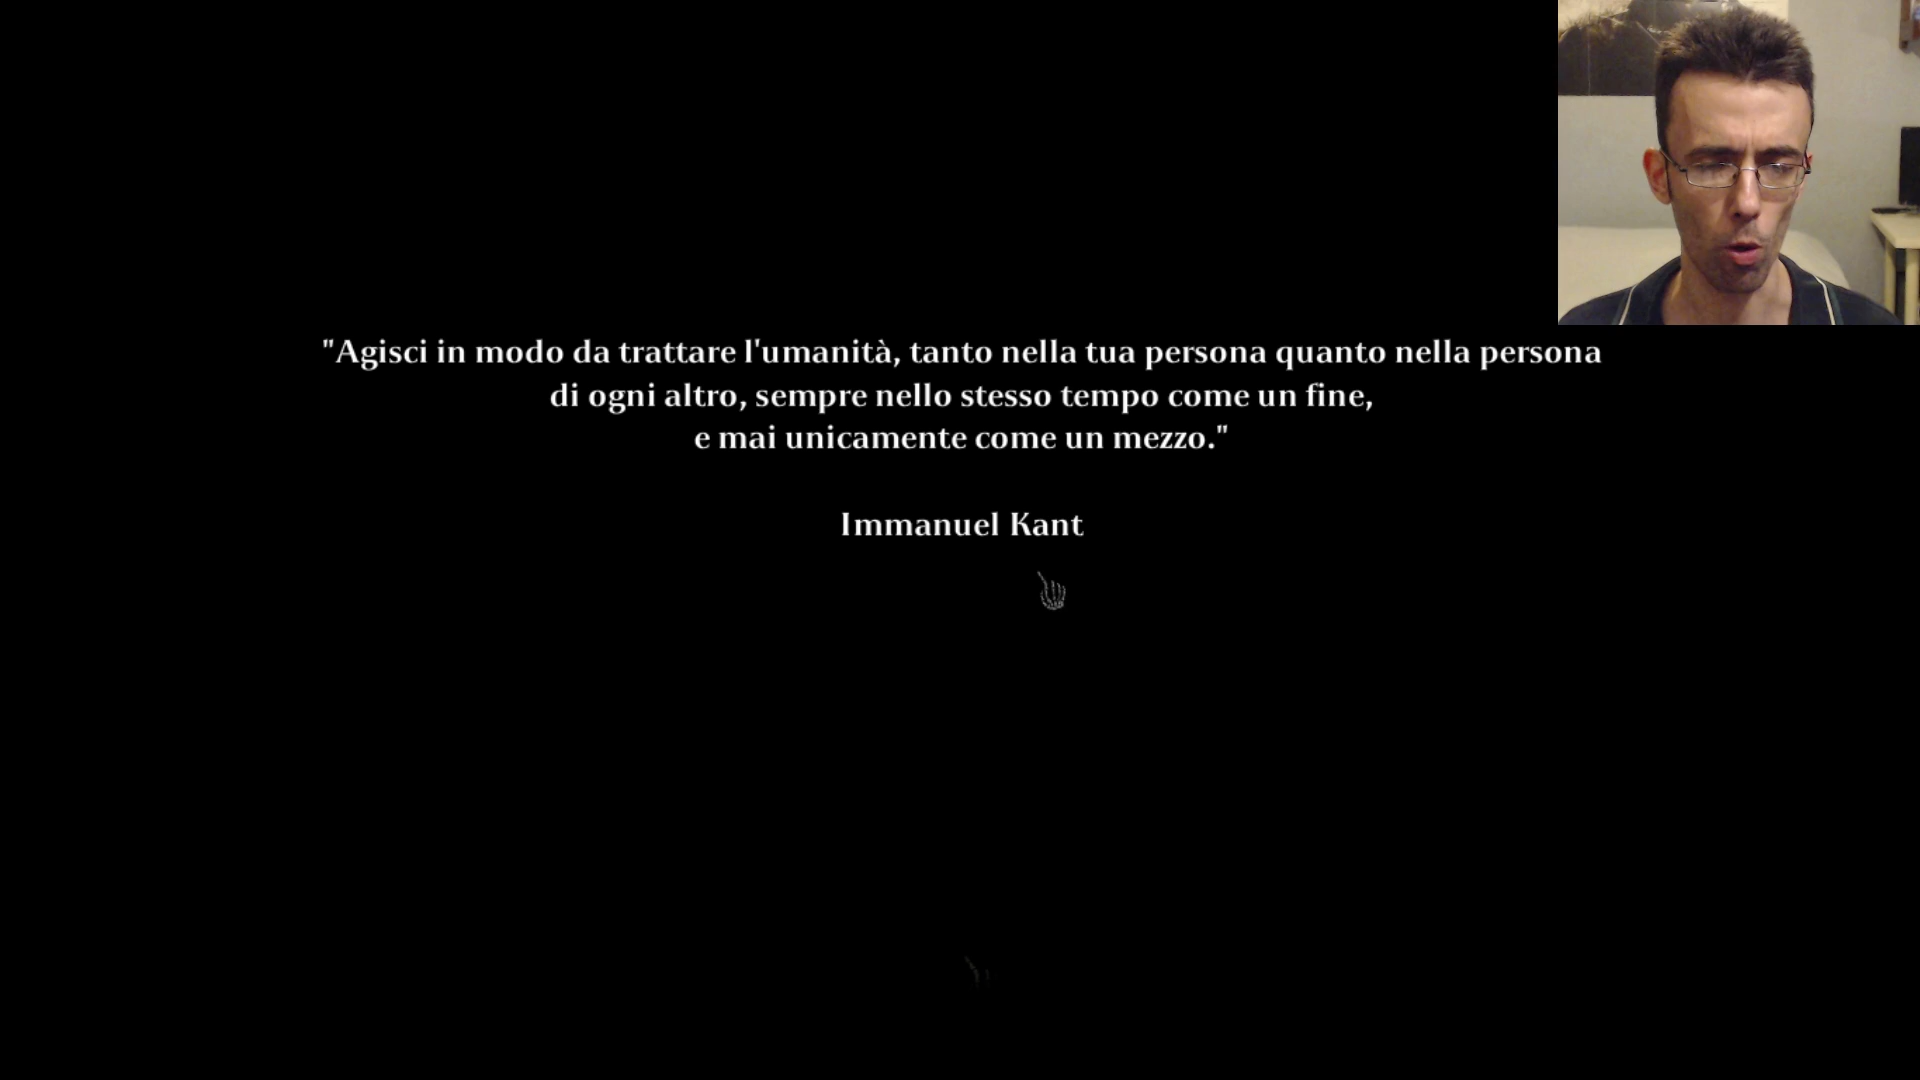 "Agisci in modo da trattare l'umanità, tanto nella tua persona quanto nella persona
di ogni altro, sempre nello stesso tempo come un fine,
e mai unicamente come un mezzo."
Immanuel Kant